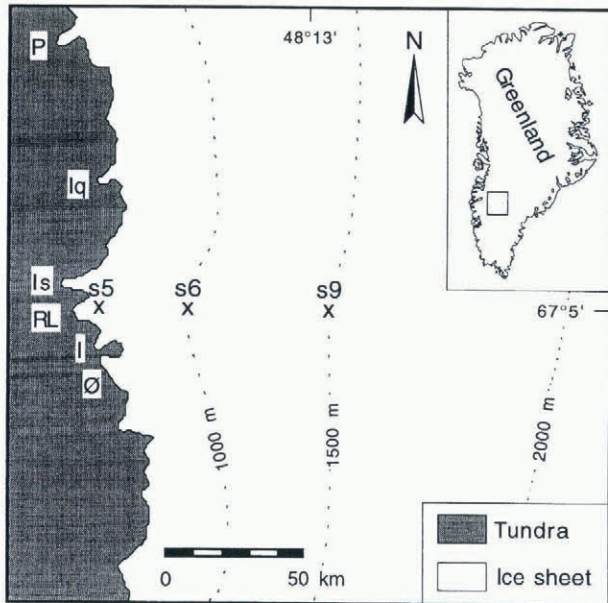 P
48°13'
N
Greenland
Iq
Is
s5
s6
s9
RL
67°5'
I
Ø
1000 m
1500 m
2000 m
Tundra
0 50 km
Ice sheet